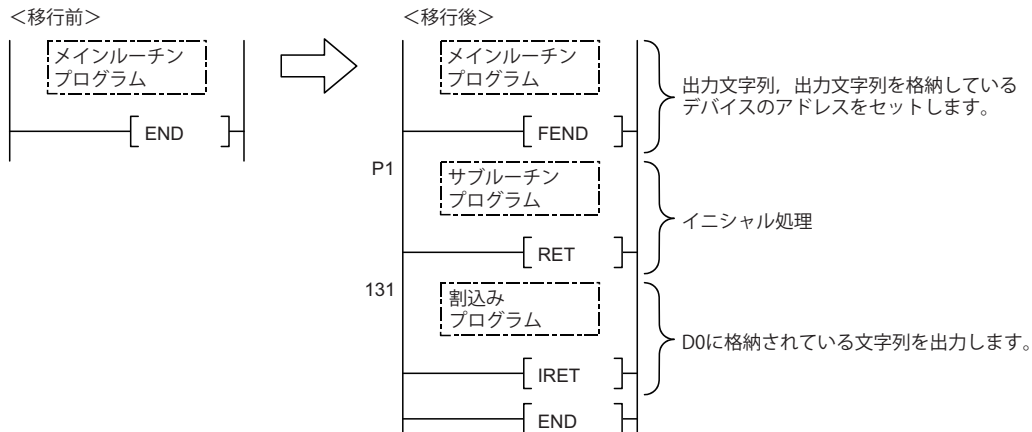 ＜移行前＞
メインルーチン
プログラム
END
＜移行後＞
メインルーチン
プログラム
FEND
出力文字列，出力文字列を格納している
デバイスのアドレスをセットします。
P1
サブルーチン
プログラム
RET
イニシャル処理
131
割込み
プログラム
IRET
D0に格納されている文字列を出力します。
END